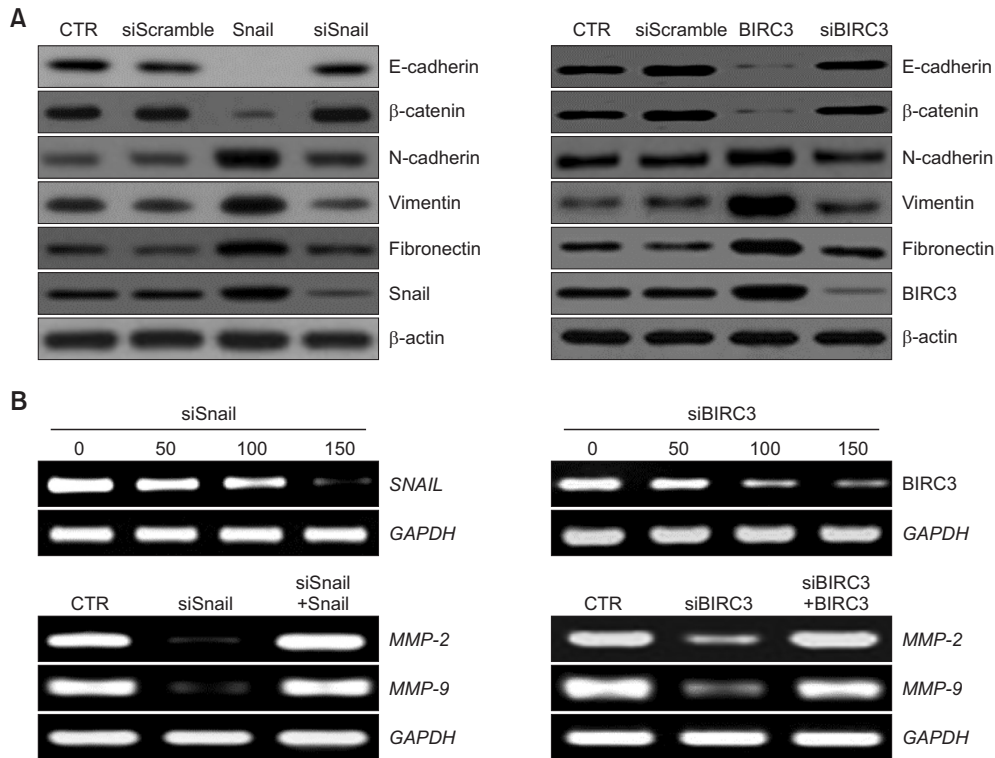 A
CTR siScramble Snail siSnail
E-cadherin
β-catenin
N-cadherin
Vimentin
Fibronectin
Snail
β-actin
CTR siScramble BIRC3 siBIRC3
E-cadherin
β-catenin
N-cadherin
Vimentin
Fibronectin
BIRC3
β-actin
B
siSnail
0 50 100 150
SNAIL
GAPDH
CTR siSnail siSnail
+Snail
MMP-2
MMP-9
GAPDH
siBIRC3
0 50 100 150
BIRC3
GAPDH
CTR siBIRC3 siBIRC3
+BIRC3
MMP-2
MMP-9
GAPDH